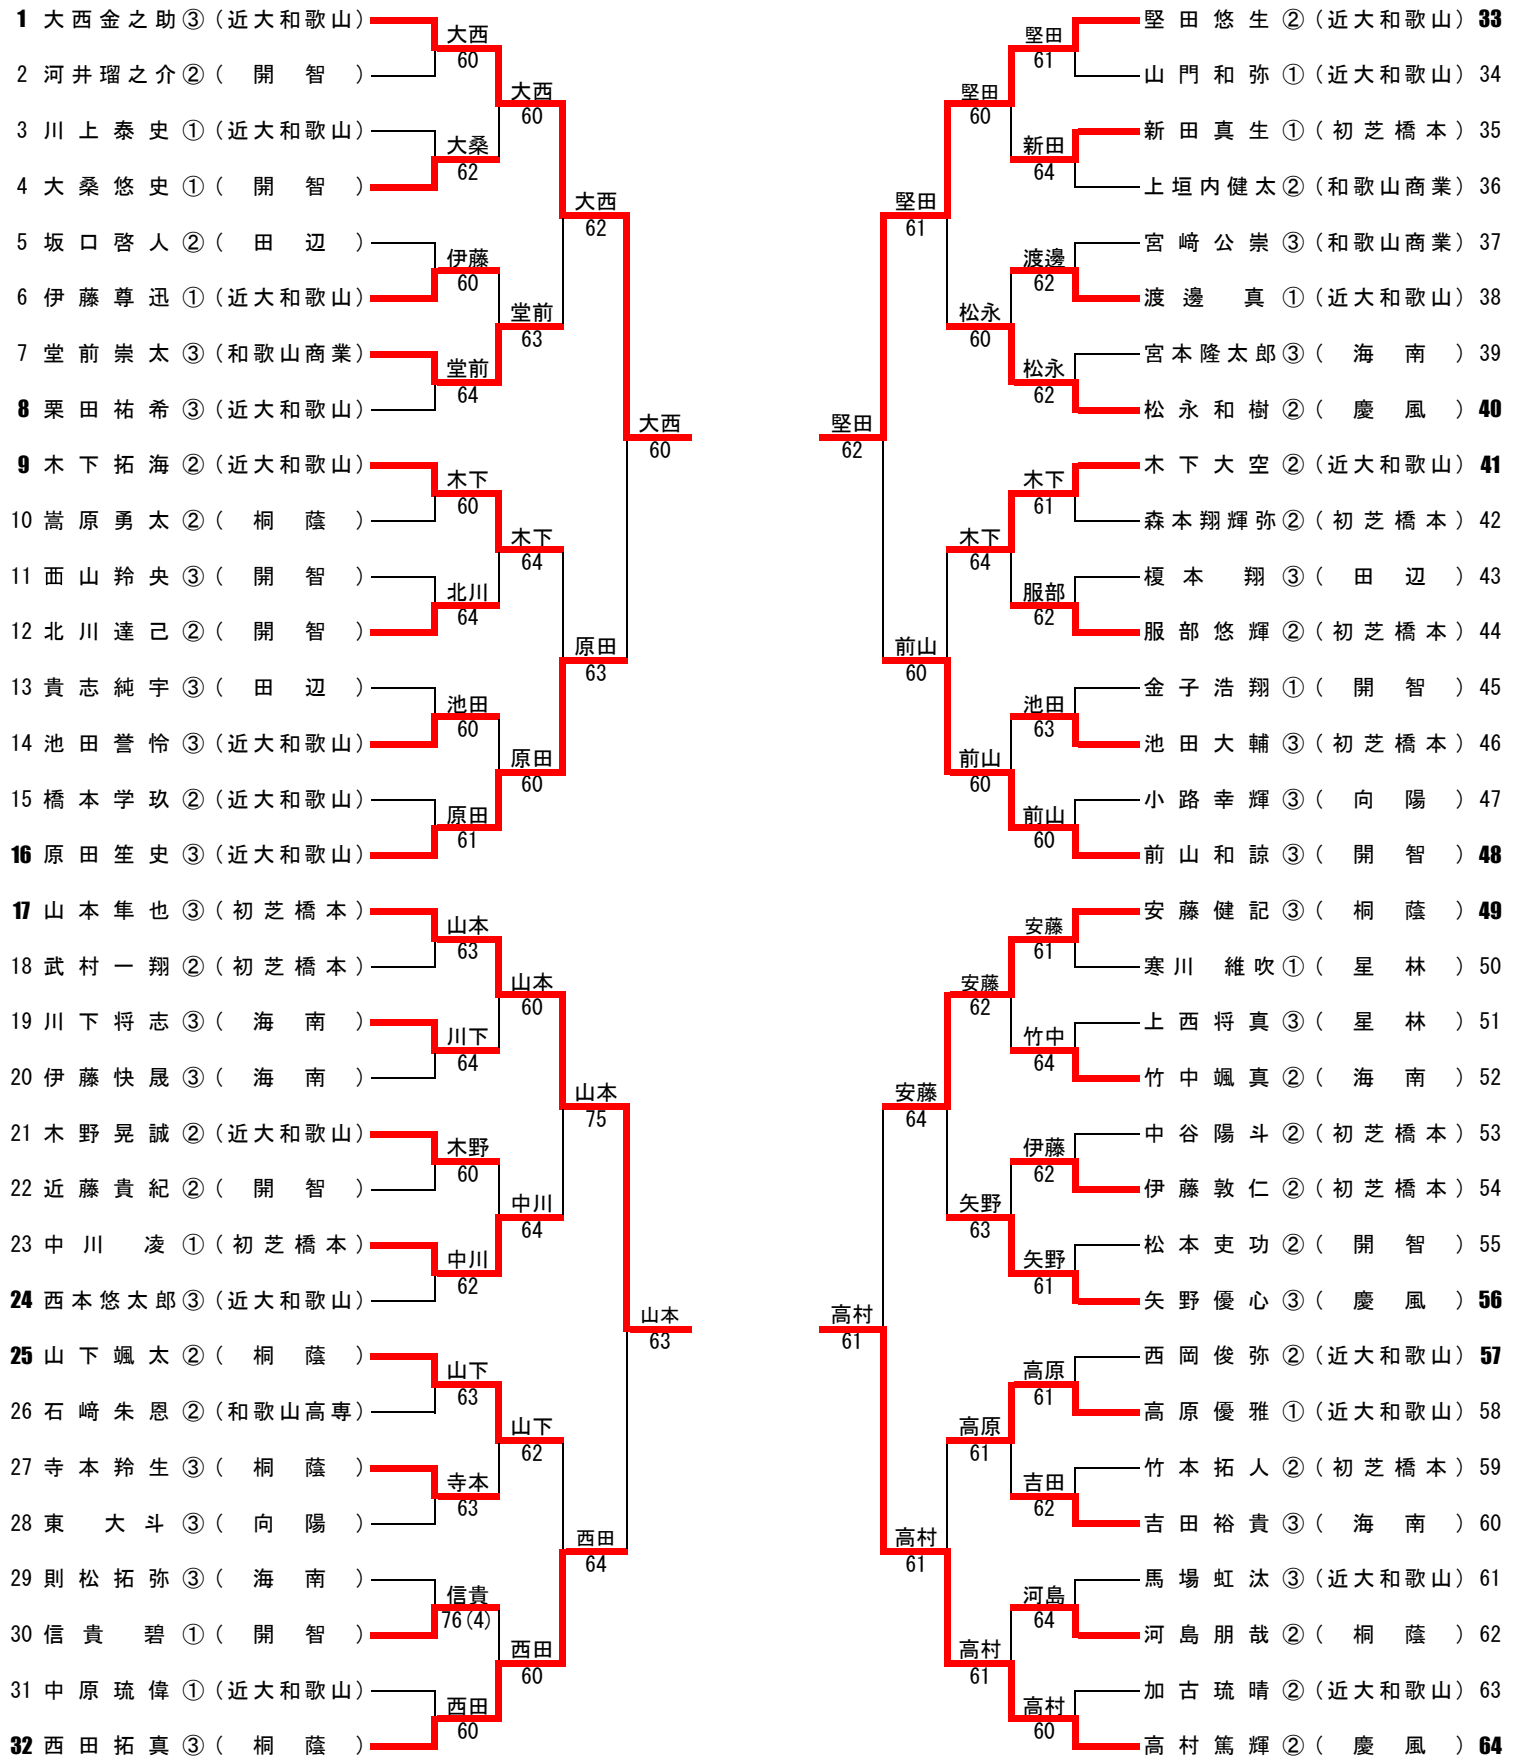 1 大西金之助③(近大和歌山)
2 河井瑠之介②(開智)
3 川上泰史①(近大和歌山)
4 大桑悠史①(開智)
5 坂口啓人②(田辺)
6 伊藤尊迅①(近大和歌山)
7 堂前崇太③(和歌山商業)
8 栗田祐希③(近大和歌山)
9 木下拓海②(近大和歌山)
10 嵩原勇太②(桐蔭)
11 西山羚央③(開智)
12 北川達己②(開智)
13 貴志純宇③(田辺)
14 池田誉怜③(近大和歌山)
15 橋本学玖②(近大和歌山)
16 原田笙史③(近大和歌山)
17 山本隼也③(初芝橋本)
18 武村一翔②(初芝橋本)
19 川下将志③(海南)
20 伊藤快晟③(海南)
21 木野晃誠②(近大和歌山)
22 近藤貴紀②(開智)
23 中川凌①(初芝橋本)
24 西本悠太郎③(近大和歌山)
25 山下颯太②(桐蔭)
26 石﨑朱恩②(和歌山高専)
27 寺本羚生③(桐蔭)
28 東大斗③(向陽)
29 則松拓弥③(海南)
30 信貴碧①(開智)
31 中原琉偉①(近大和歌山)
32 西田拓真③(桐蔭)
大西
60
大桑
62
伊藤
60
堂前
64
木下
60
北川
64
池田
60
原田
61
山本
63
川下
64
木野
60
中川
62
山下
63
寺本
63
信貴
76(4)
西田
60
大西
60
堂前
63
木下
64
原田
60
山本
60
中川
64
山下
62
西田
60
大西
62
原田
63
山本
75
西田
64
大西
60
山本
63
堅田
62
高村
61
堅田
61
前山
60
安藤
64
高村
61
堅田
60
松永
60
木下
64
前山
60
安藤
62
矢野
63
高原
61
高村
61
堅田
61
新田
64
渡邊
62
松永
62
木下
61
服部
62
池田
63
前山
60
安藤
61
竹中
64
伊藤
62
矢野
61
高原
61
吉田
62
河島
64
高村
60
堅田悠生②(近大和歌山) 33
山門和弥①(近大和歌山) 34
新田真生①(初芝橋本) 35
上垣内健太②(和歌山商業) 36
宮﨑公崇③(和歌山商業) 37
渡邊真①(近大和歌山) 38
宮本隆太郎③(海南) 39
松永和樹②(慶風) 40
木下大空②(近大和歌山) 41
森本翔輝弥②(初芝橋本) 42
榎本翔③(田辺) 43
服部悠輝②(初芝橋本) 44
金子浩翔①(開智) 45
池田大輔③(初芝橋本) 46
小路幸輝③(向陽) 47
前山和諒③(開智) 48
安藤健記③(桐蔭) 49
寒川維吹①(星林) 50
上西将真③(星林) 51
竹中颯真②(海南) 52
中谷陽斗②(初芝橋本) 53
伊藤敦仁②(初芝橋本) 54
松本吏功②(開智) 55
矢野優心③(慶風) 56
西岡俊弥②(近大和歌山) 57
高原優雅①(近大和歌山) 58
竹本拓人②(初芝橋本) 59
吉田裕貴③(海南) 60
馬場虹汰③(近大和歌山) 61
河島朋哉②(桐蔭) 62
加古琉晴②(近大和歌山) 63
高村篤輝②(慶風) 64